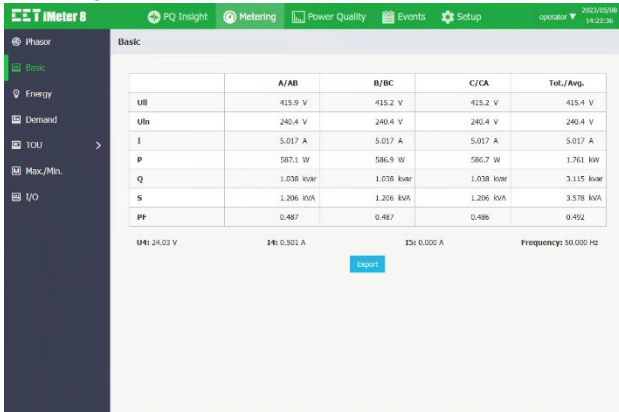 CET iMeter 8 PQ Insight Metering Power Quality Events Setup operator ▼ 2023/05/08 14:22:36
Phasor
Basic
Energy
Demand
TOU >
Max./Min.
I/O
Basic
A/AB B/BC C/CA Tot./Avg.
Ull 415.9 V 415.2 V 415.2 V 415.4 V
Uln 240.4 V 240.4 V 240.4 V 240.4 V
I 5.017 A 5.017 A 5.017 A 5.017 A
P 587.1 W 586.9 W 586.7 W 1.761 kW
Q 1.038 kvar 1.038 kvar 1.038 kvar 3.115 kvar
S 1.206 kVA 1.206 kVA 1.206 kVA 3.578 kVA
PF 0.487 0.487 0.486 0.492
U4: 24.03 V I4: 0.501 A I5: 0.000 A Frequency: 50.000 Hz
Export